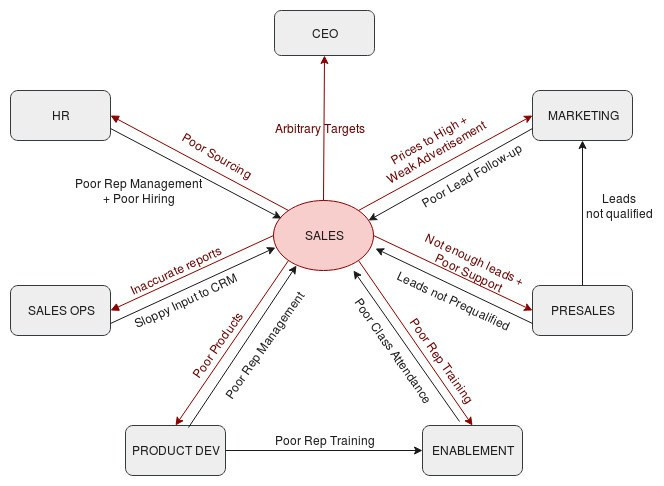 CEO
HR
MARKETING
Arbitrary Targets
Poor Sourcing
Prices to High +
Weak Advertisement
Poor Lead Follow-up
Poor Rep Management
+ Poor Hiring
Leads
not qualified
SALES
Inaccurate reports
Sloppy Input to CRM
Not enough leads +
Poor Support
Leads not Prequalified
SALES OPS
PRESALES
Poor Products
Poor Rep Management
Poor Class Attendance
Poor Rep Training
PRODUCT DEV
Poor Rep Training
ENABLEMENT